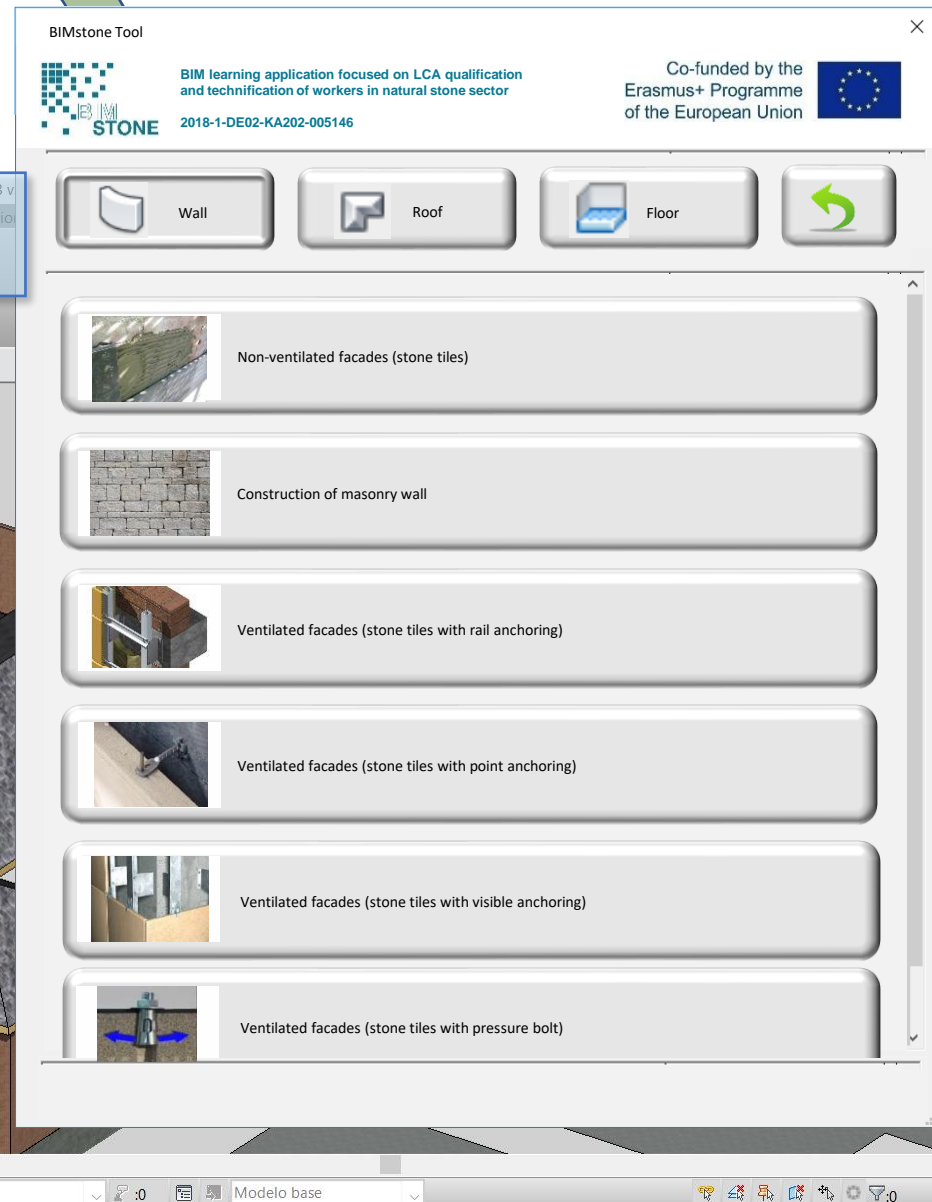 BIMstone Tool
BIM
STONE
BIM learning application focused on LCA qualification
and technification of workers in natural stone sector
2018-1-DE02-KA202-005146
Co-funded by the
Erasmus+ Programme
of the European Union
Wall
Roof
Floor
Non-ventilated facades (stone tiles)
Construction of masonry wall
Ventilated facades (stone tiles with rail anchoring)
Ventilated facades (stone tiles with point anchoring)
Ventilated facades (stone tiles with visible anchoring)
Ventilated facades (stone tiles with pressure bolt)
:0
Modelo base
:0